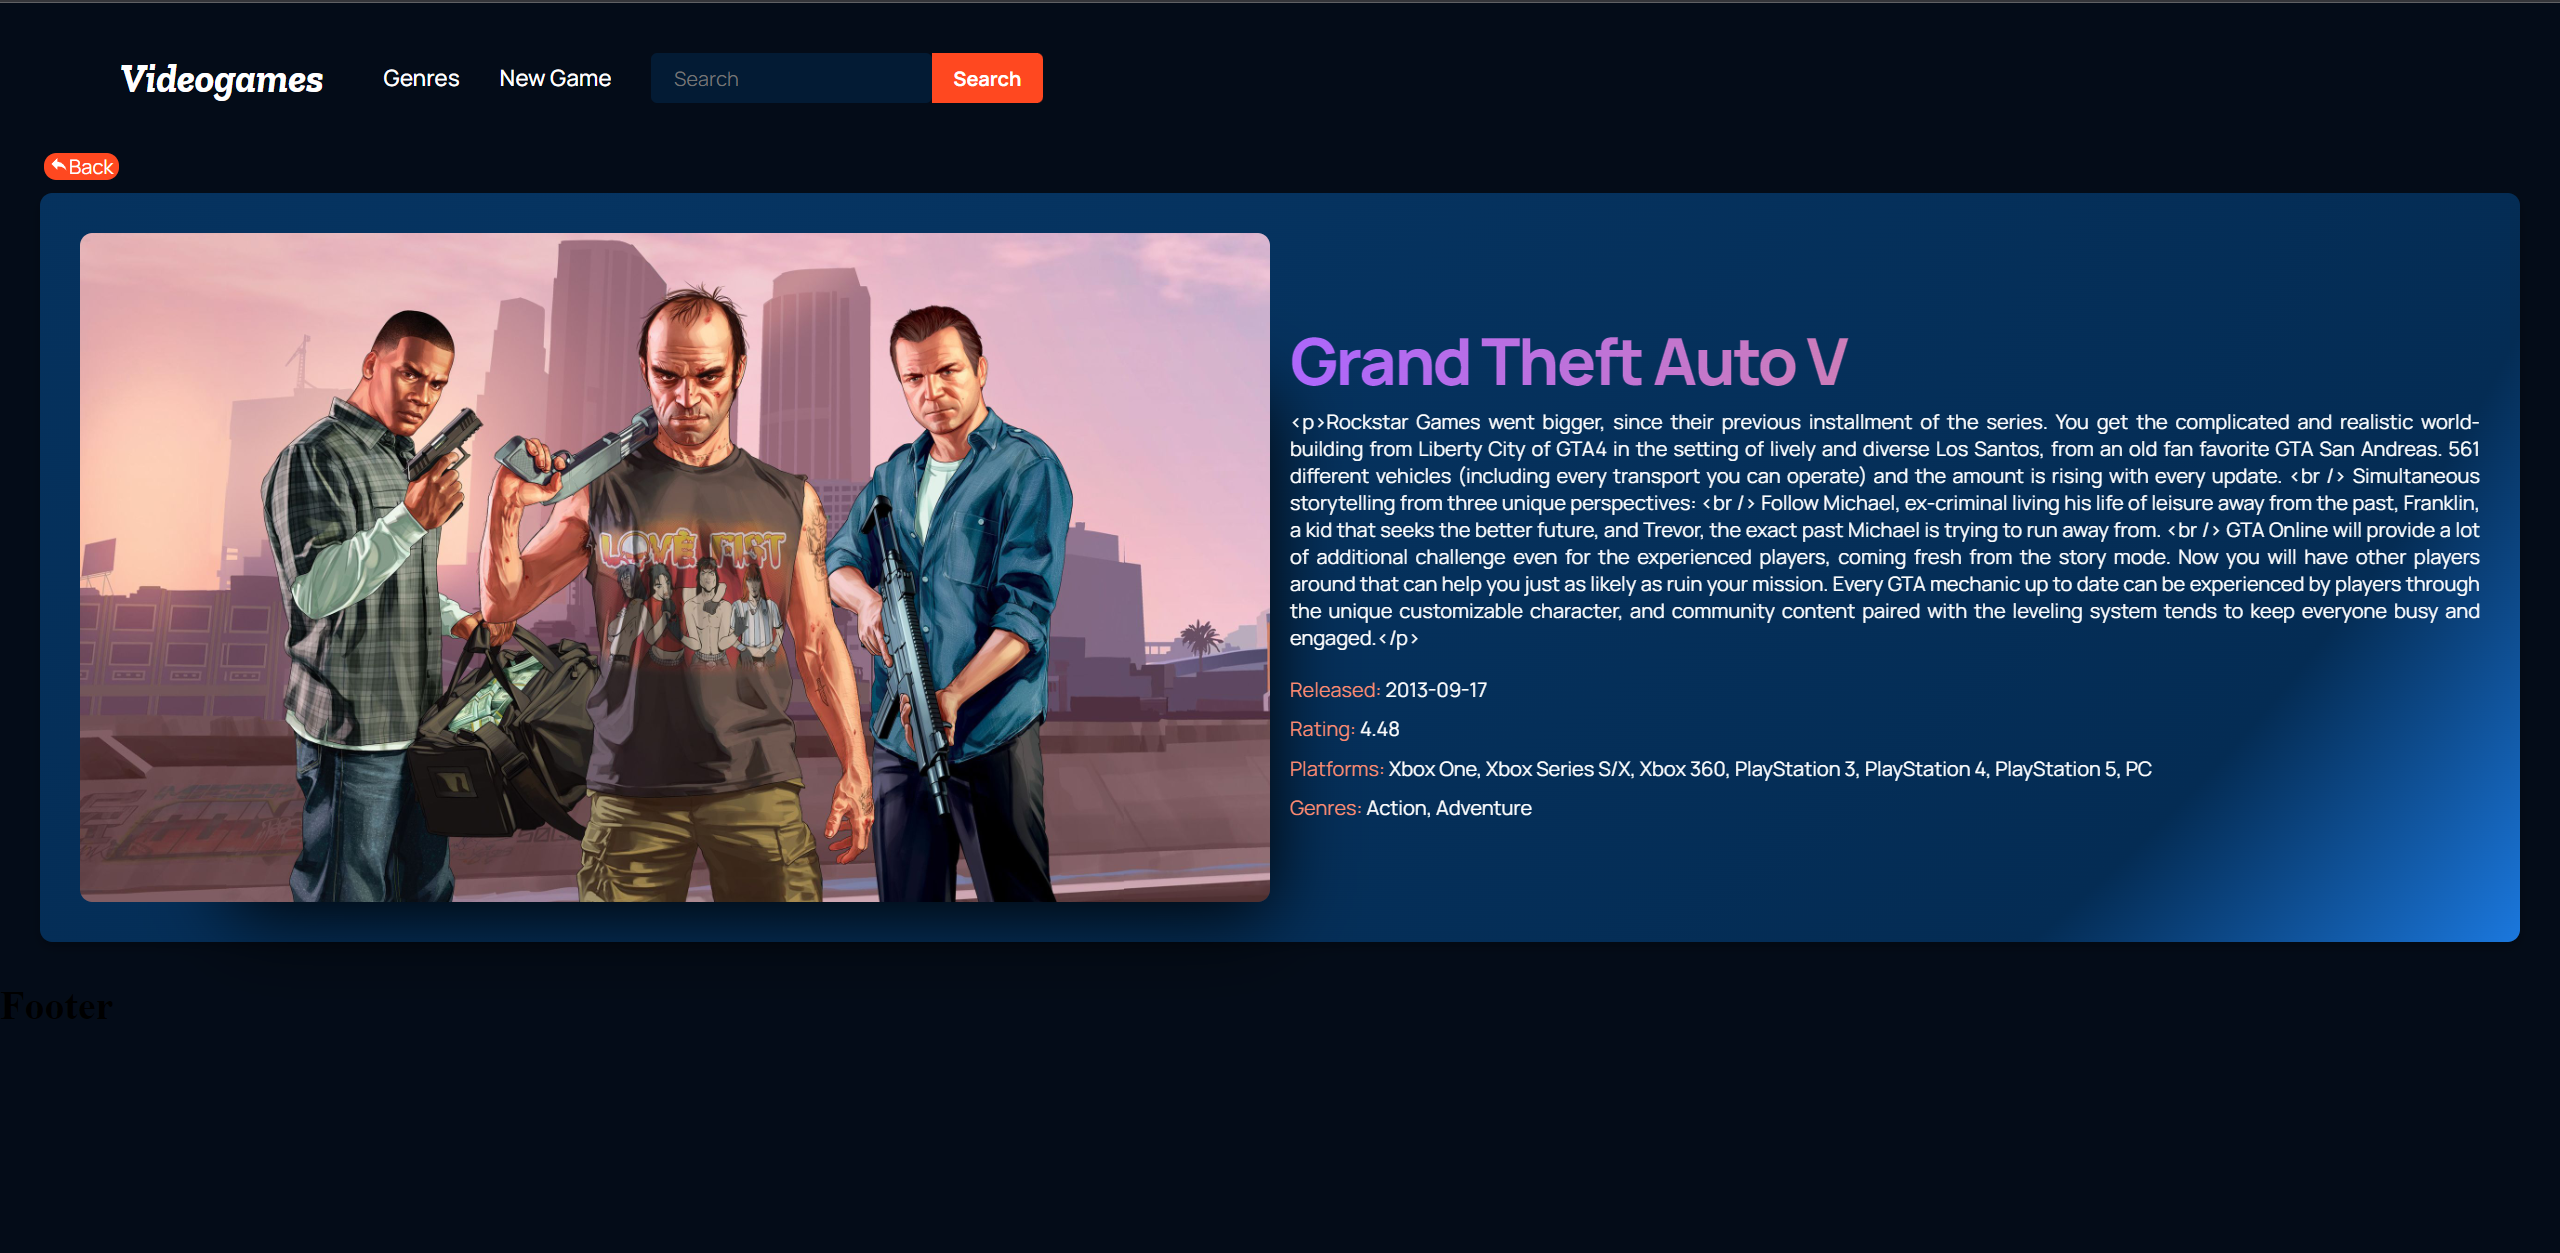 Videogames
Genres
New Game
Search
Search
Back
Grand Theft Auto V
<p>Rockstar Games went bigger, since their previous installment of the series. You get the complicated and realistic world-
building from Liberty City of GTA4 in the setting of lively and diverse Los Santos, from an old fan favorite GTA San Andreas. 561
different vehicles (including every transport you can operate) and the amount is rising with every update. <br /> Simultaneous
storytelling from three unique perspectives: <br /> Follow Michael, ex-criminal living his life of leisure away from the past, Franklin,
a kid that seeks the better future, and Trevor, the exact past Michael is trying to run away from. <br /> GTA Online will provide a lot
of additional challenge even for the experienced players, coming fresh from the story mode. Now you will have other players
around that can help you just as likely as ruin your mission. Every GTA mechanic up to date can be experienced by players through
the unique customizable character, and community content paired with the leveling system tends to keep everyone busy and
engaged.</p>
Released: 2013-09-17
Rating: 4.48
Platforms: Xbox One, Xbox Series S/X, Xbox 360, PlayStation 3, PlayStation 4, PlayStation 5, PC
Genres: Action, Adventure
LOVE FIST
Footer